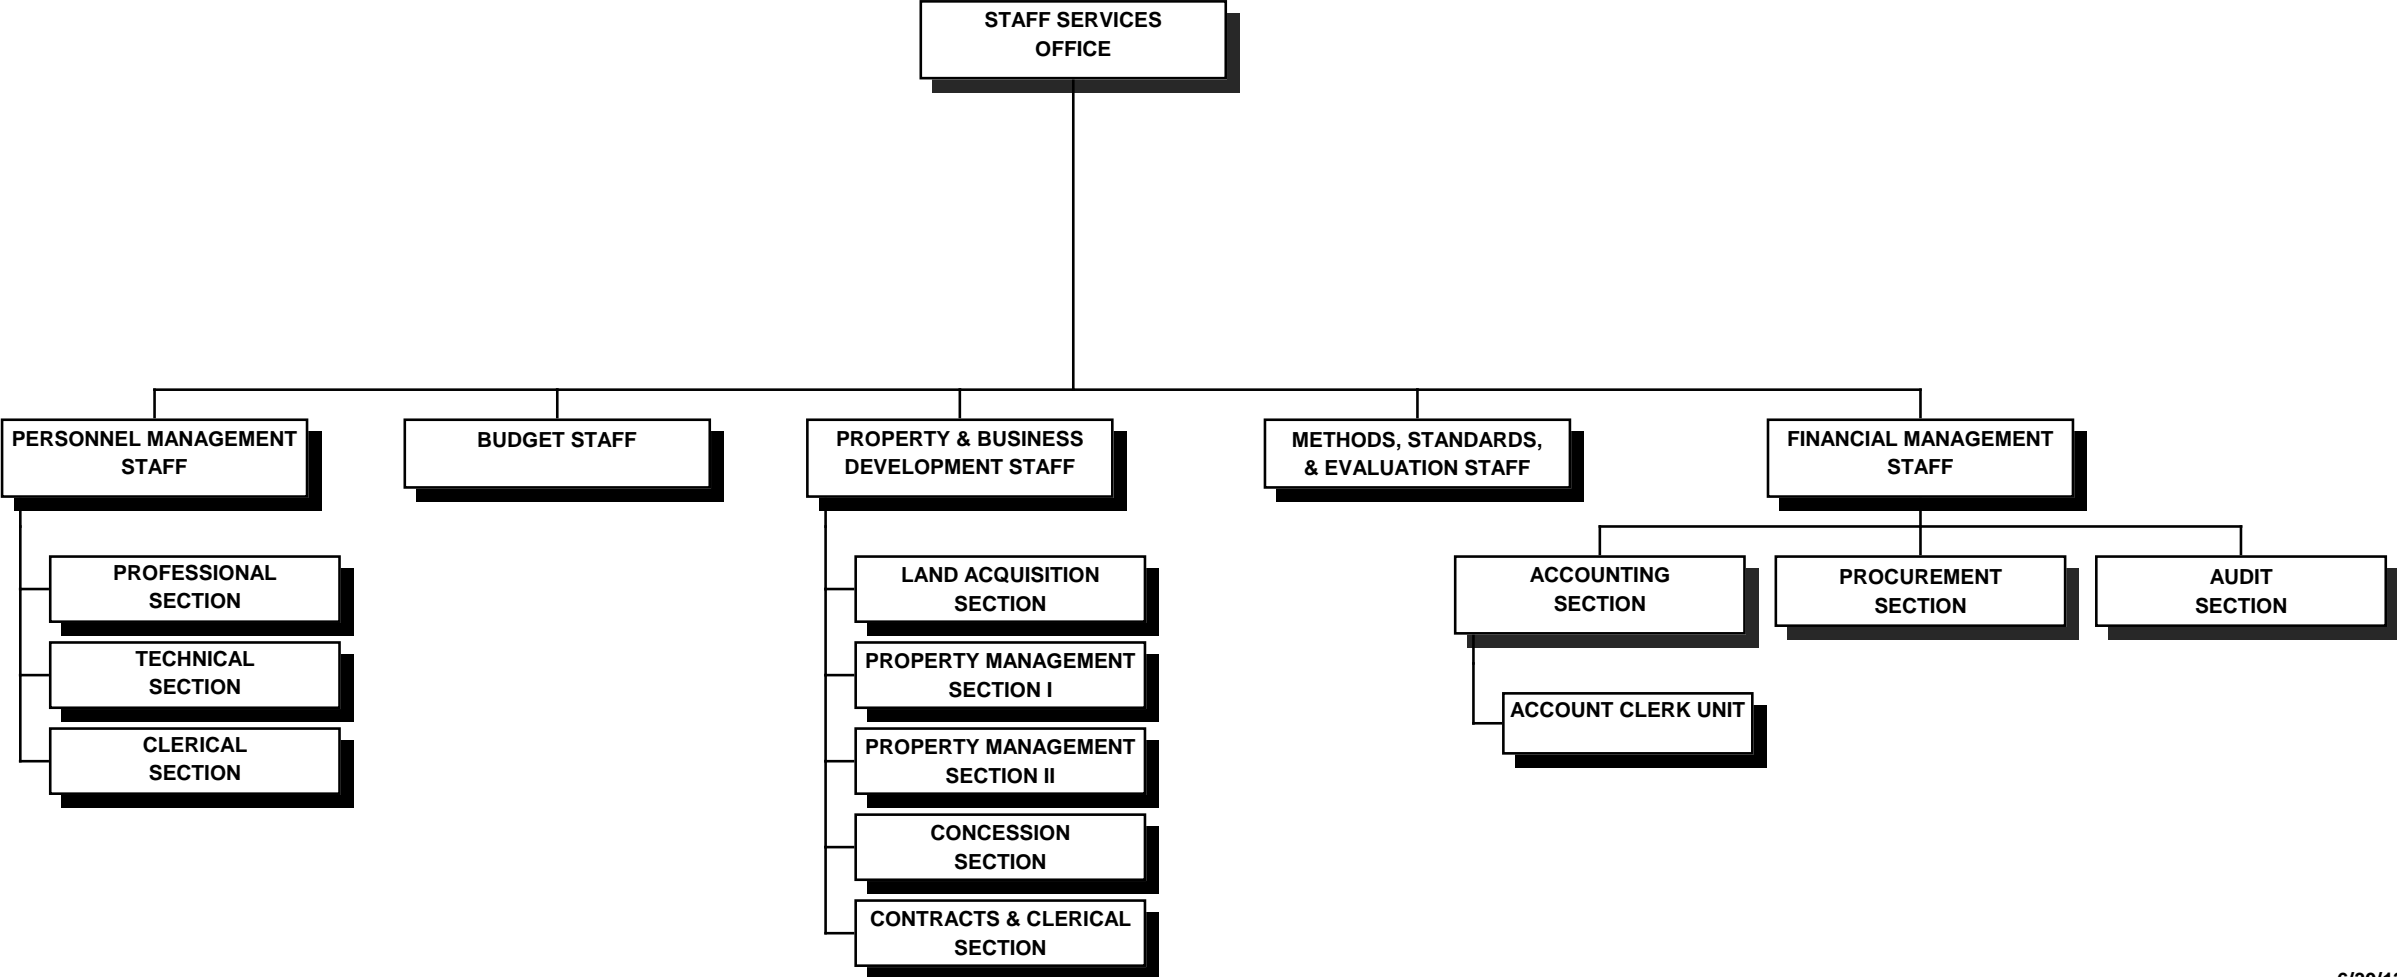 STAFF SERVICES
OFFICE
PERSONNEL MANAGEMENT
STAFF
BUDGET STAFF
PROPERTY & BUSINESS
DEVELOPMENT STAFF
METHODS, STANDARDS,
& EVALUATION STAFF
FINANCIAL MANAGEMENT
STAFF
PROFESSIONAL
SECTION
TECHNICAL
SECTION
CLERICAL
SECTION
LAND ACQUISITION
SECTION
PROPERTY MANAGEMENT
SECTION I
PROPERTY MANAGEMENT
SECTION II
CONCESSION
SECTION
CONTRACTS & CLERICAL
SECTION
ACCOUNTING
SECTION
ACCOUNT CLERK UNIT
PROCUREMENT
SECTION
AUDIT
SECTION